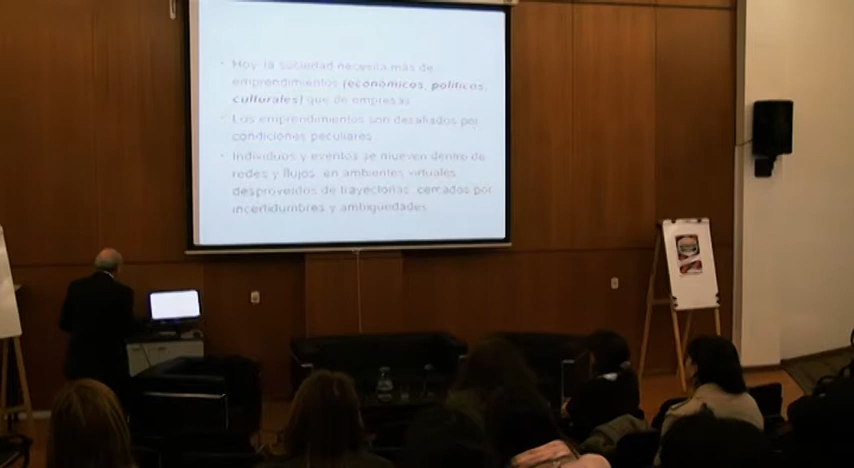 Hoy la sociedad necesita más de
emprendimientos (económicos, políticos,
culturales) que de empresas.
Los emprendimientos son desafiados por
condiciones peculiares.
Individuos y eventos se mueven dentro de
redes y flujos, en ambientes virtuales,
desproveídos de trayectorias, cercados por
incertidumbres y ambigüedades.